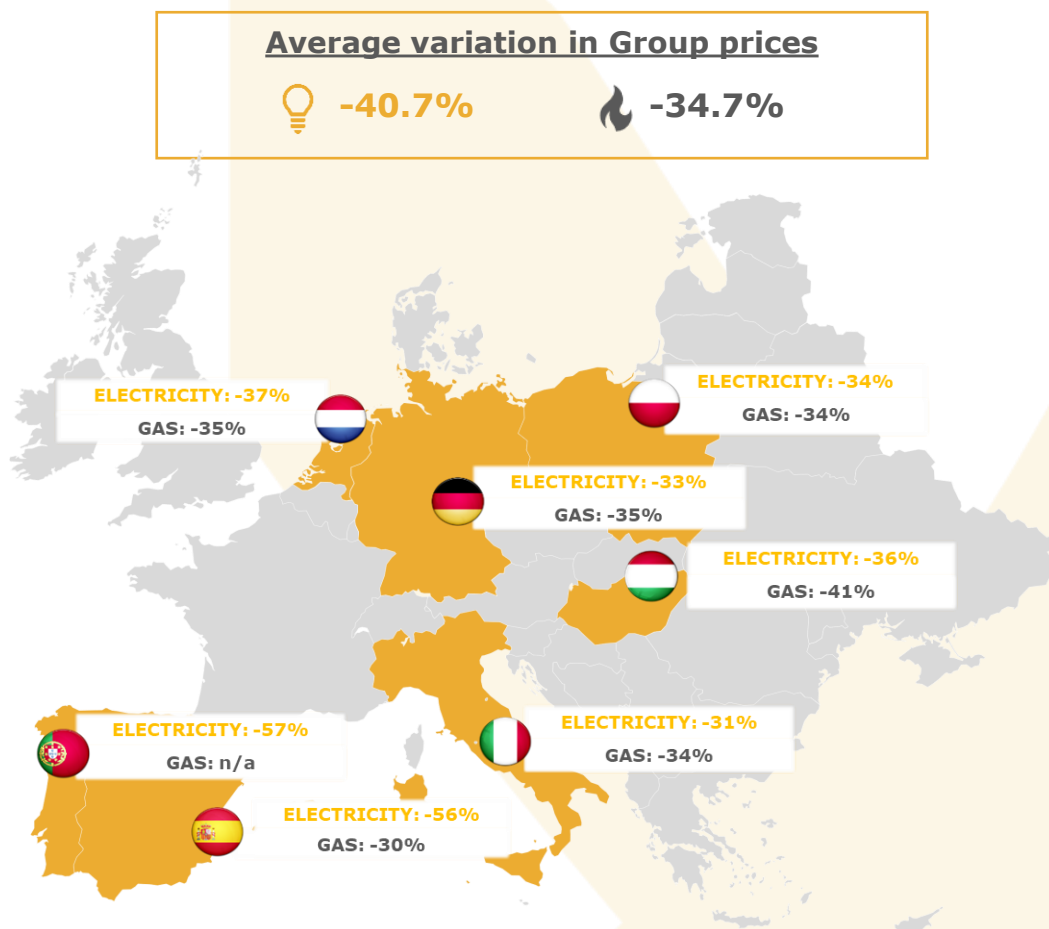 Average variation in Group prices
-40.7%
-34.7%
ELECTRICITY: -37%
GAS: -35%
ELECTRICITY: -34%
GAS: -34%
ELECTRICITY: -33%
GAS: -35%
ELECTRICITY: -36%
GAS: -41%
ELECTRICITY: -57%
GAS: n/a
ELECTRICITY: -31%
GAS: -34%
ELECTRICITY: -56%
GAS: -30%